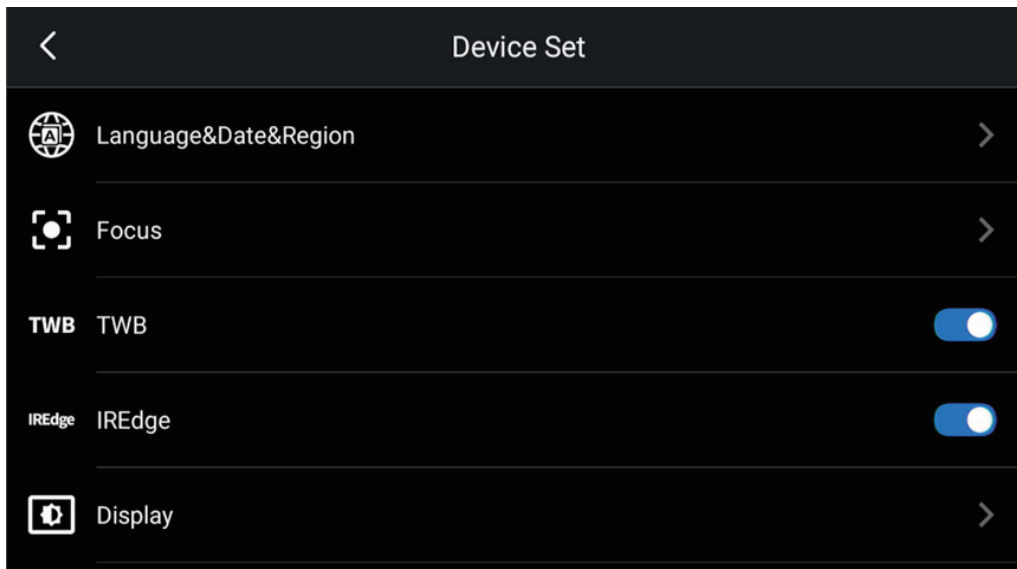 Device Set
A
Language&Date&Region
Focus
TWB TWB
IREdge IREdge
Display